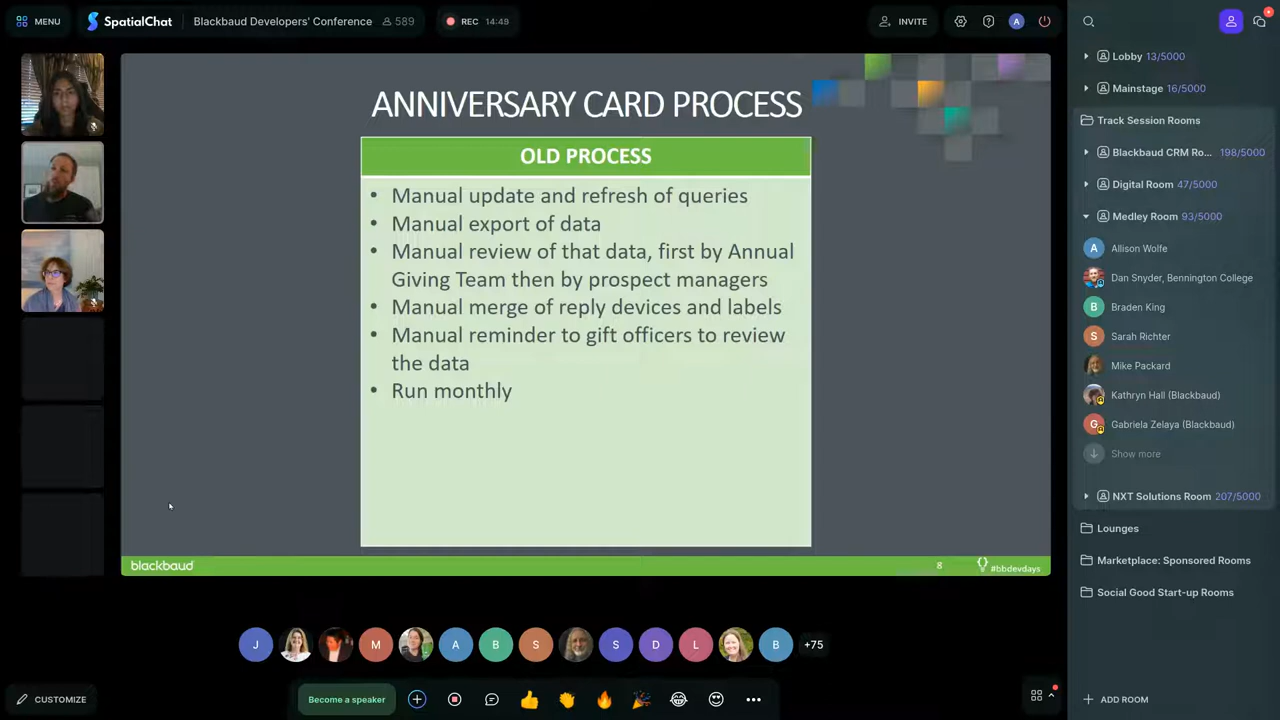 MENU
SpatialChat
Blackbaud Developers' Conference
589
REC 14:49
INVITE
A
ANNIVERSARY CARD PROCESS
OLD PROCESS
• Manual update and refresh of queries
• Manual export of data
• Manual review of that data, first by Annual
Giving Team then by prospect managers
• Manual merge of reply devices and labels
• Manual reminder to gift officers to review
the data
• Run monthly
blackbaud
8
#bbdevdays
J
M
A
B
S
S
D
L
B
+75
CUSTOMIZE
Become a speaker
Lobby 13/5000
Mainstage 16/5000
Track Session Rooms
Blackbaud CRM Ro... 198/5000
Digital Room 47/5000
Medley Room 93/5000
A Allison Wolfe
Dan Snyder, Bennington College
B Braden King
S Sarah Richter
Mike Packard
Kathryn Hall (Blackbaud)
G Gabriela Zelaya (Blackbaud)
Show more
NXT Solutions Room 207/5000
Lounges
Marketplace: Sponsored Rooms
Social Good Start-up Rooms
ADD ROOM